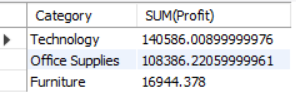 Category SUM(Profit)
Technology 140586.00899999976
Office Supplies 108386.22059999961
Furniture 16944.378